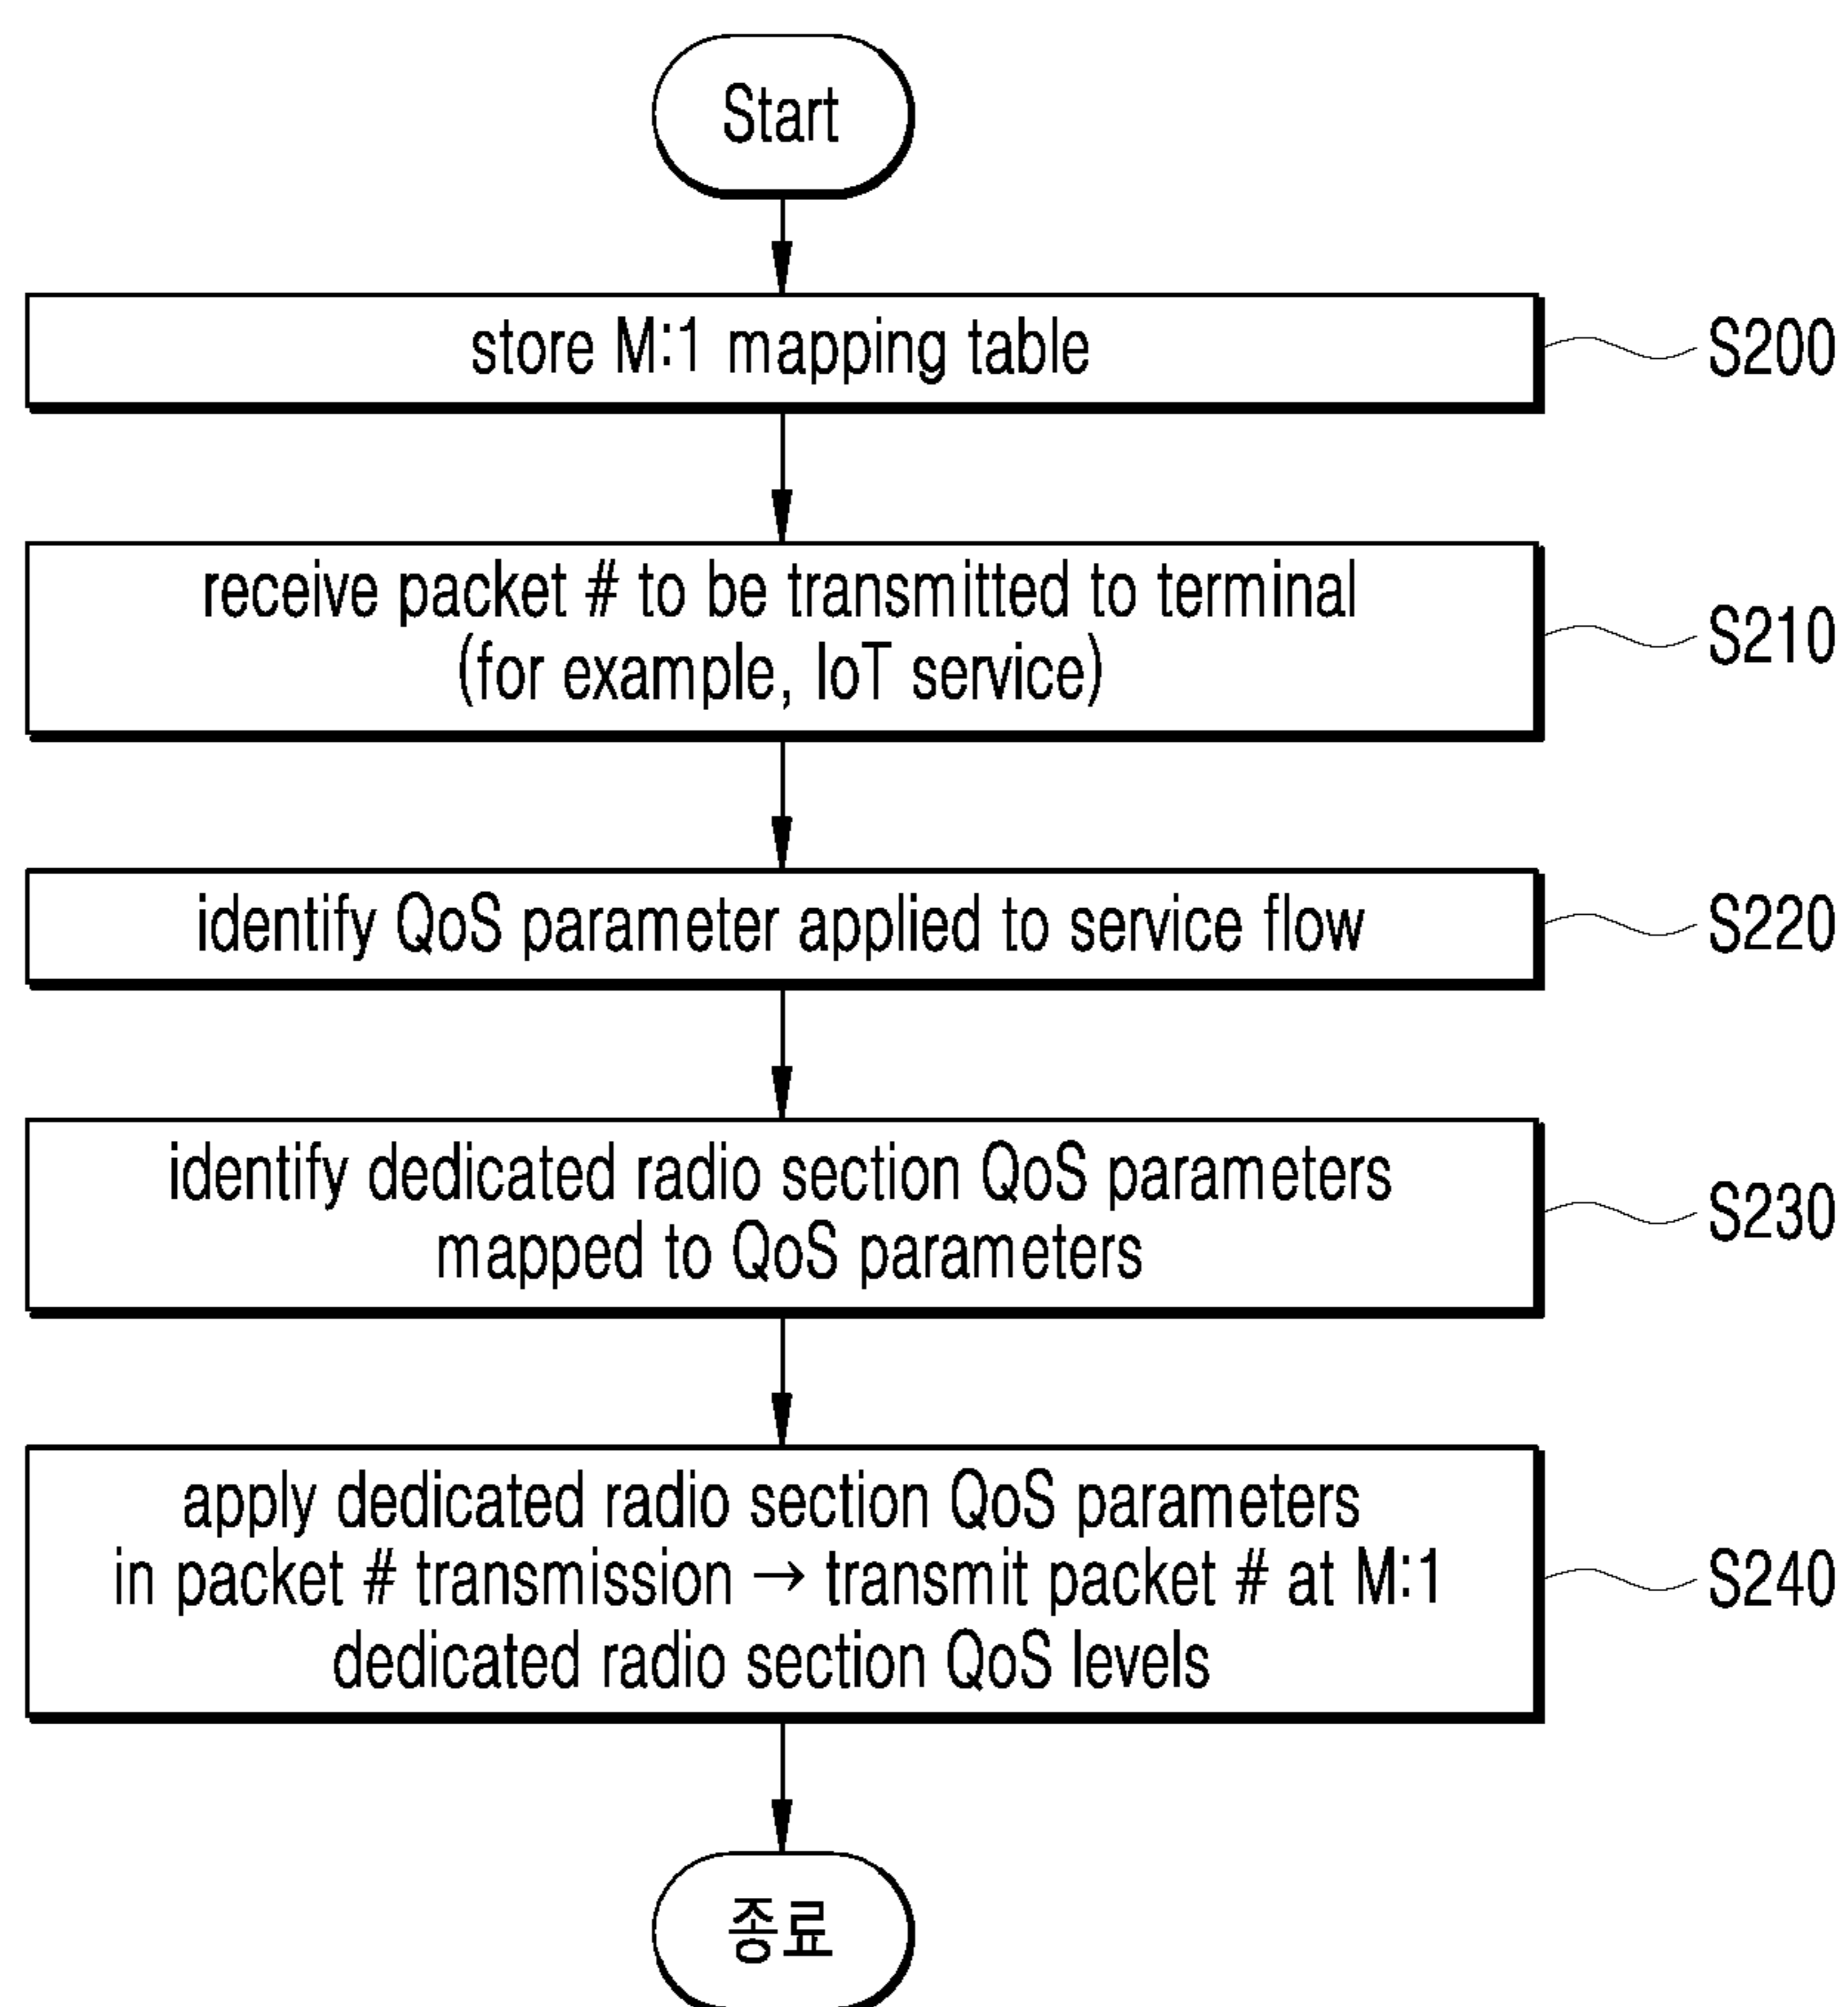 Start
store M:1 mapping table
S200
receive packet # to be transmitted to terminal
(for example, IoT service)
S210
identify QoS parameter applied to service flow
S220
identify dedicated radio section QoS parameters
mapped to QoS parameters
S230
apply dedicated radio section QoS parameters
in packet # transmission → transmit packet # at M:1
dedicated radio section QoS levels
S240
종료